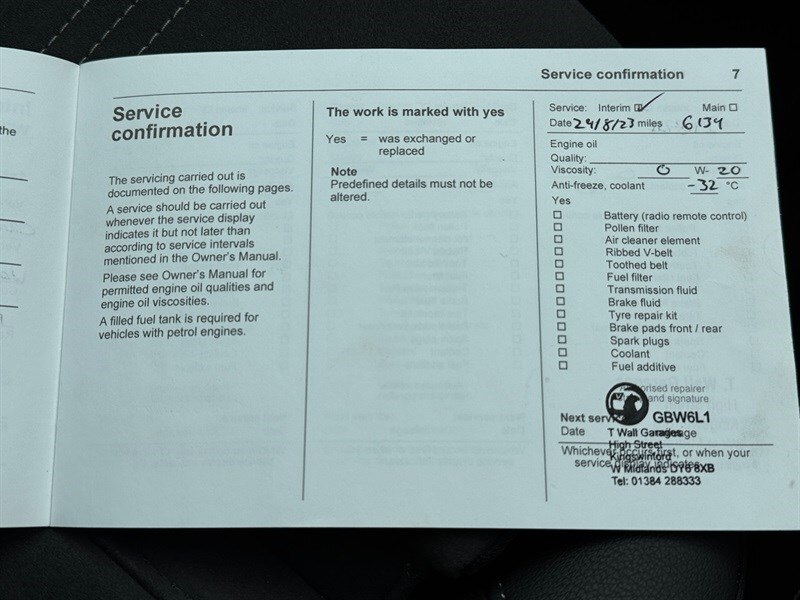 the
Service confirmation 7
Service
confirmation
The servicing carried out is
documented on the following pages.
A service should be carried out
whenever the service display
indicates it but not later than
according to service intervals
mentioned in the Owner's Manual.
Please see Owner's Manual for
permitted engine oil qualities and
engine oil viscosities.
A filled fuel tank is required for
vehicles with petrol engines.
The work is marked with yes
Yes = was exchanged or
replaced
Note
Predefined details must not be
altered.
Service: Interim Main
Date 24/8/23 miles 6134
Engine oil
Quality:
Viscosity: 0 W- 20
Anti-freeze, coolant -32 °C
Yes
Battery (radio remote control)
Pollen filter
Air cleaner element
Ribbed V-belt
Toothed belt
Fuel filter
Transmission fluid
Brake fluid
Tyre repair kit
Brake pads front / rear
Spark plugs
Coolant
Fuel additive
repairer
and signature
Next
GBW6L1
Date
T Wall Garages
High Street
Whichever occurs first, or when your
Kingswinford
service display indicates
W Midlands DY6 8XB
Tel: 01384 288333